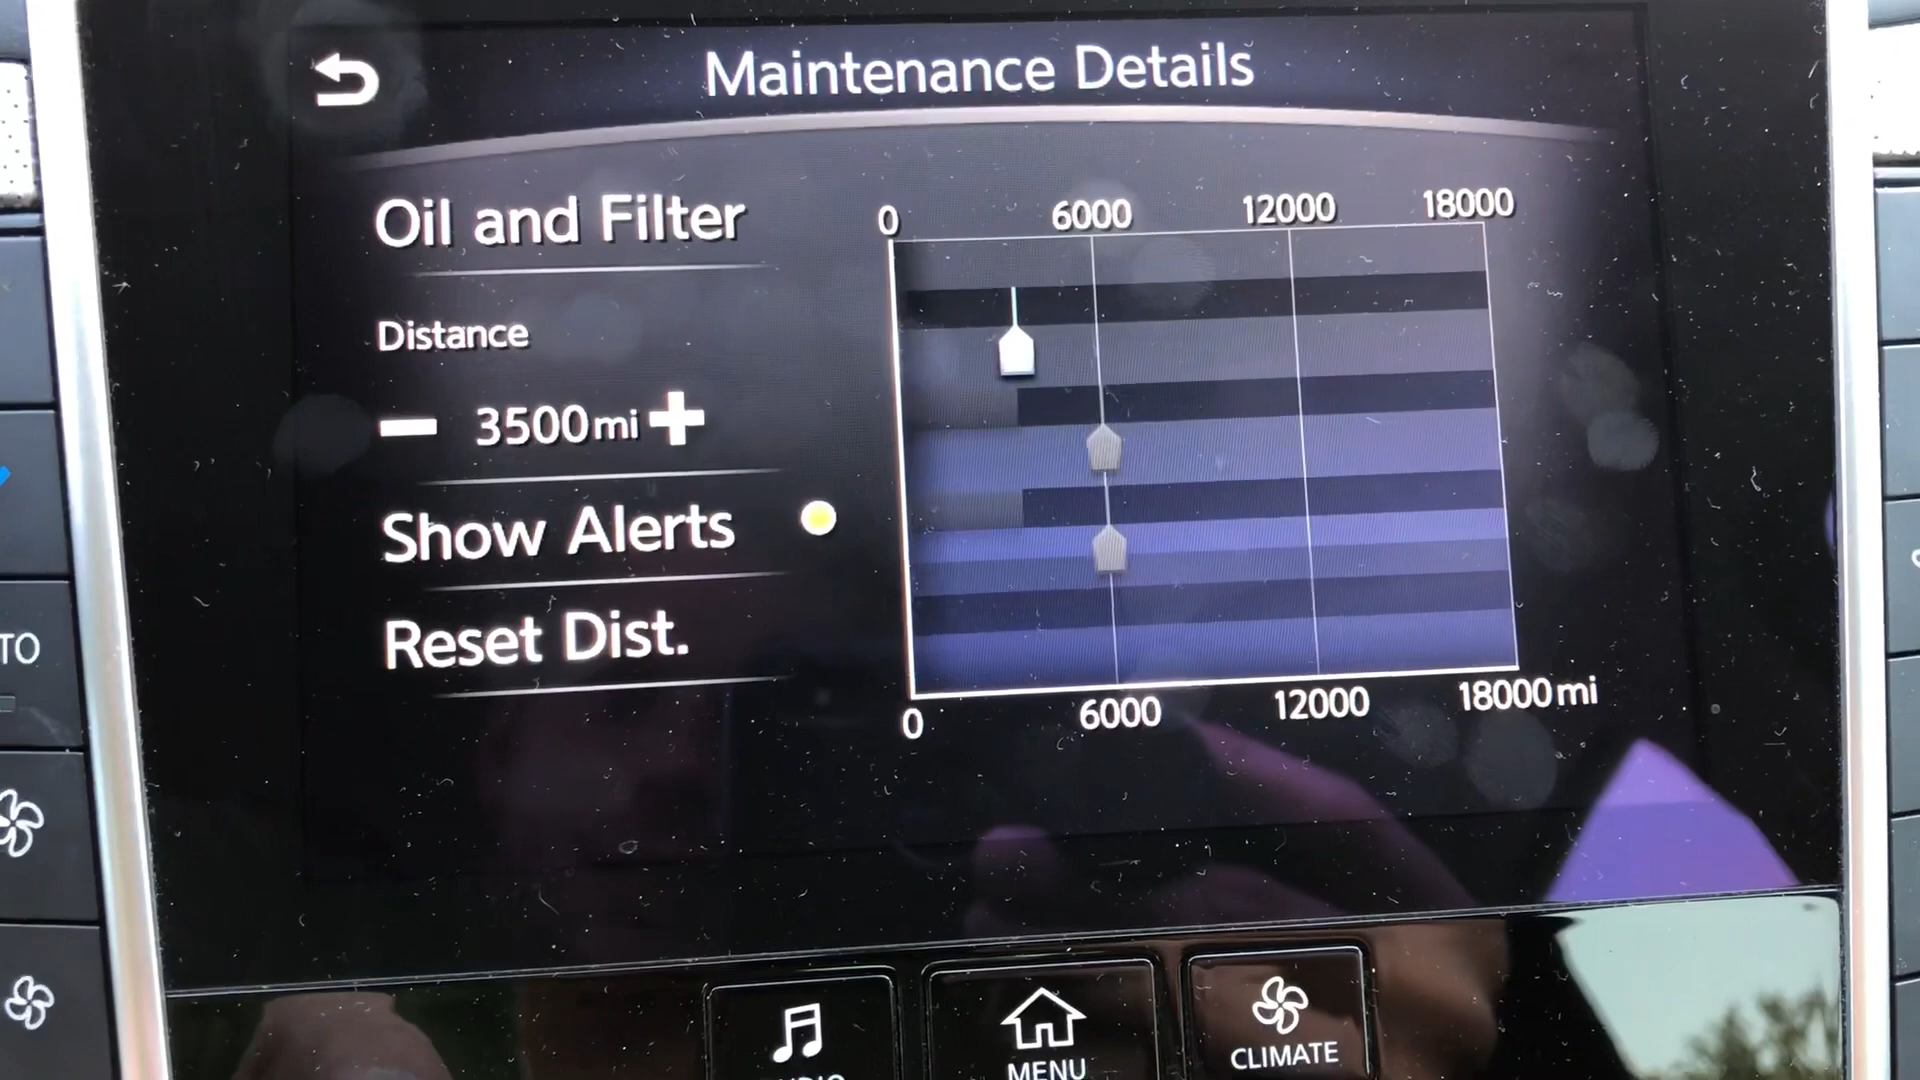 Maintenance Details
Oil and Filter
0 6000 12000 18000
Distance
3500mi
Show Alerts
TO
Reset Dist.
0 6000 12000 18000mi
MENU
CLIMATE